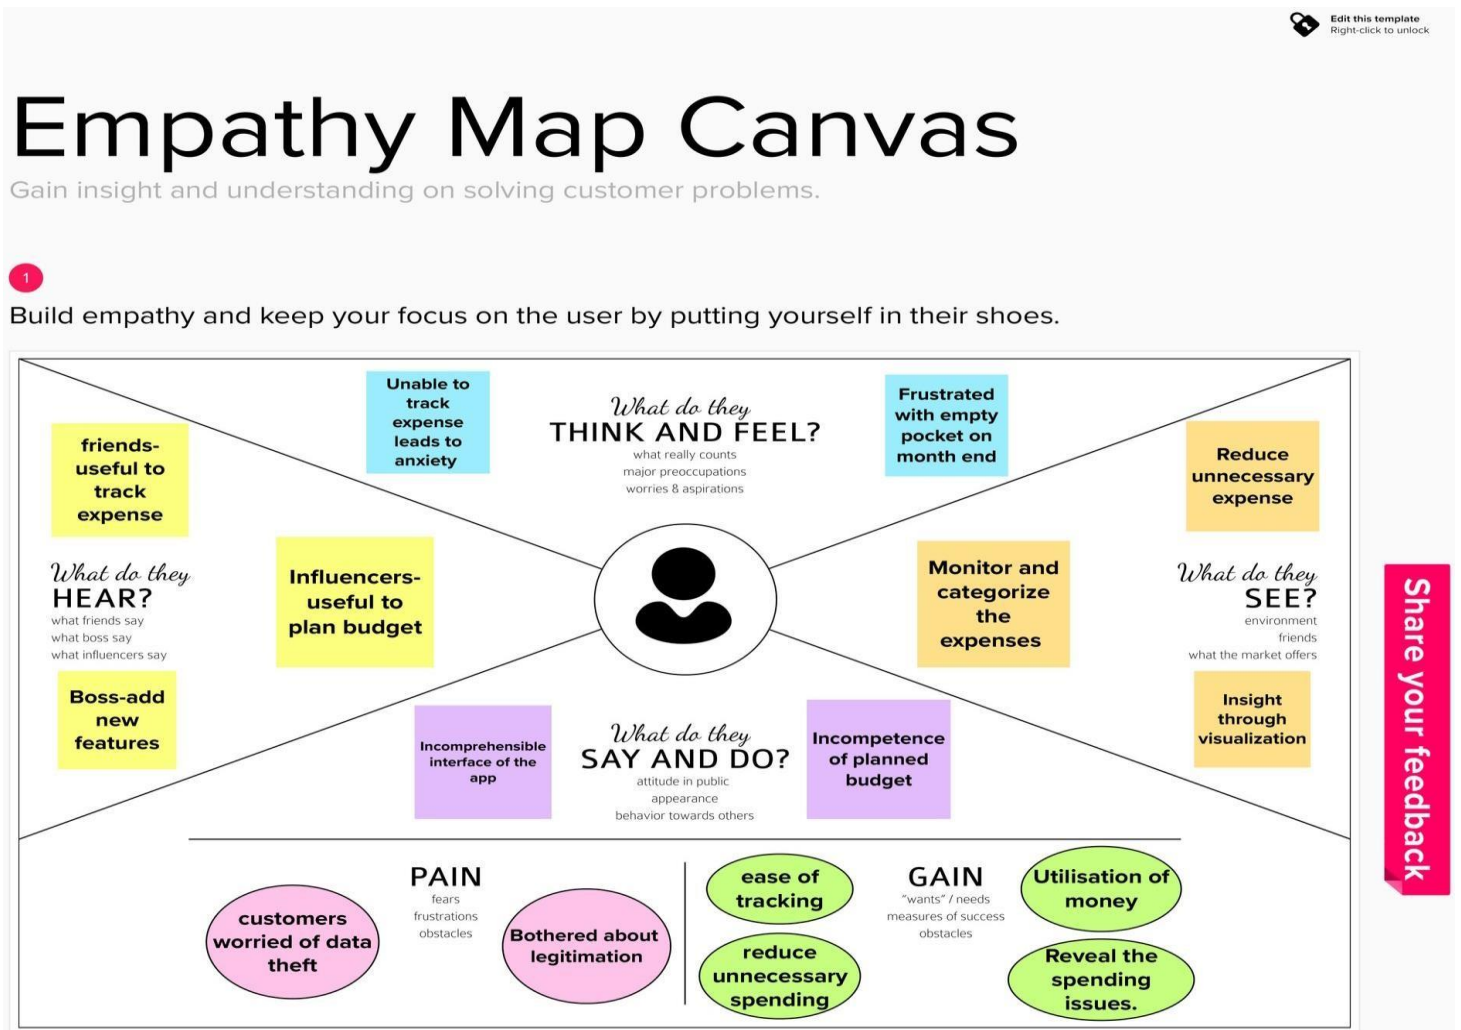 Edit this template
Right-click to unlock
Empathy Map Canvas
Gain insight and understanding on solving customer problems.
1
Build empathy and keep your focus on the user by putting yourself in their shoes.
Unable to
track
expense
leads to
anxiety
What do they
THINK AND FEEL?
what really counts
major preoccupations
worries & aspirations
Frustrated
with empty
pocket on
month end
friends-
useful to
track
expense
What do they
HEAR?
what friends say
what boss say
what influencers say
Influencers-
useful to
plan budget
Boss-add
new
features
Monitor and
categorize
the
expenses
Reduce
unnecessary
expense
What do they
SEE?
environment
friends
what the market offers
Insight
through
visualization
Incomprehensible
interface of the
app
What do they
SAY AND DO?
attitude in public
appearance
behavior towards others
Incompetence
of planned
budget
PAIN
fears
frustrations
obstacles
customers
worried of data
theft
Bothered about
legitimation
GAIN
"wants" / needs
measures of success
obstacles
ease of
tracking
reduce
unnecessary
spending
Utilisation of
money
Reveal the
spending
issues.
Share your feedback